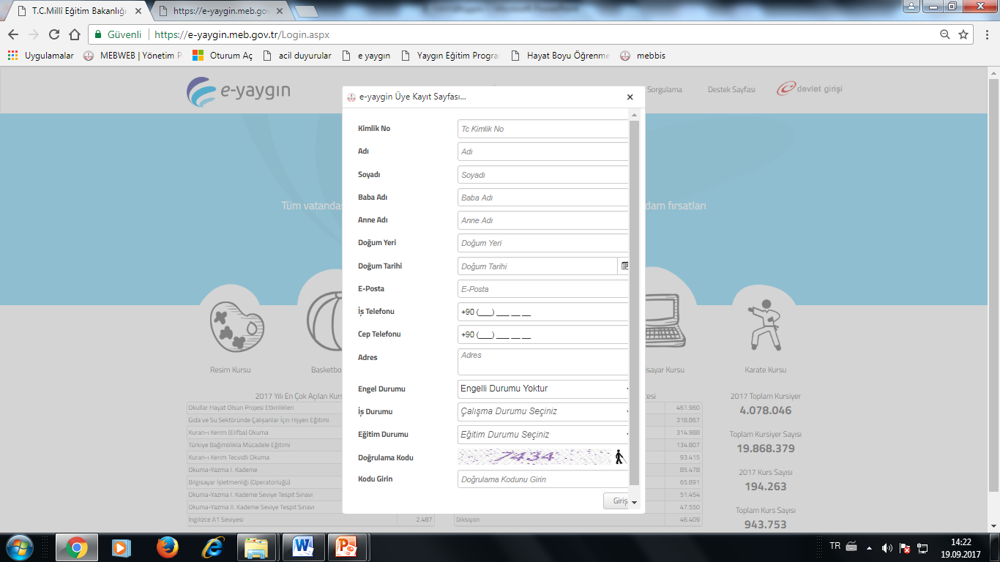 T.C.Millî Eğitim Bakanlığı
https://e-yaygin.meb.gov
Güvenli
https://e-yaygin.meb.gov.tr/Login.aspx
Uygulamalar
MEBWEB | Yönetim P
Oturum Aç
acil duyurular
e yaygın
Yaygın Eğitim Progra
Hayat Boyu Öğrenme
mebbis
e-yaygın
Sorgulama
Destek Sayfası
devlet girişi
e-yaygin Üye Kayıt Sayfası...
Kimlik No
Tc Kimlik No
Adı
Adı
Soyadı
Soyadı
Baba Adı
Baba Adı
Anne Adı
Anne Adı
Doğum Yeri
Doğum Yeri
Doğum Tarihi
Doğum Tarihi
E-Posta
E-Posta
İş Telefonu
+90 (___) ___ __ __
Cep Telefonu
+90 (___) ___ __ __
Adres
Adres
Engel Durumu
Engelli Durumu Yoktur
İş Durumu
Çalışma Durumu Seçiniz
Eğitim Durumu
Eğitim Durumu Seçiniz
Doğrulama Kodu
7434
Kodu Girin
Doğrulama Kodunu Girin
Giriş
Tüm vatandaş
dam fırsatları
Resim Kursu
Basketbo
isayar Kursu
Karate Kursu
2017 Yılı En Çok Açılan Kurs
Okullar Hayat Olsun Projesi Etkinlikleri
Gıda ve Su Sektöründe Çalışanlar İçin Hijyen Eğitimi
Kuran-ı Kerim (Elifba) Okuma
Türkiye Bağımlılıkla Mücadele Eğitimi
Kuran-ı Kerim Tecvidli Okuma
Okuma-Yazma I. Kademe
Bilgisayar İşletmenliği (Operatörlüğü)
Okuma-Yazma I. Kademe Seviye Tespit Sınavı
Okuma-Yazma II. Kademe Seviye Tespit Sınavı
İngilizce A1 Seviyesi
2.487
Diksiyon
tesi
461.960
318.867
314.988
134.807
93.415
85.478
65.891
51.454
47.550
46.409
2017 Toplam Kursiyer
4.078.046
Toplam Kursiyer Sayısı
19.868.379
2017 Kurs Sayısı
194.263
Toplam Kurs Sayısı
943.753
TR
14:22
19.09.2017